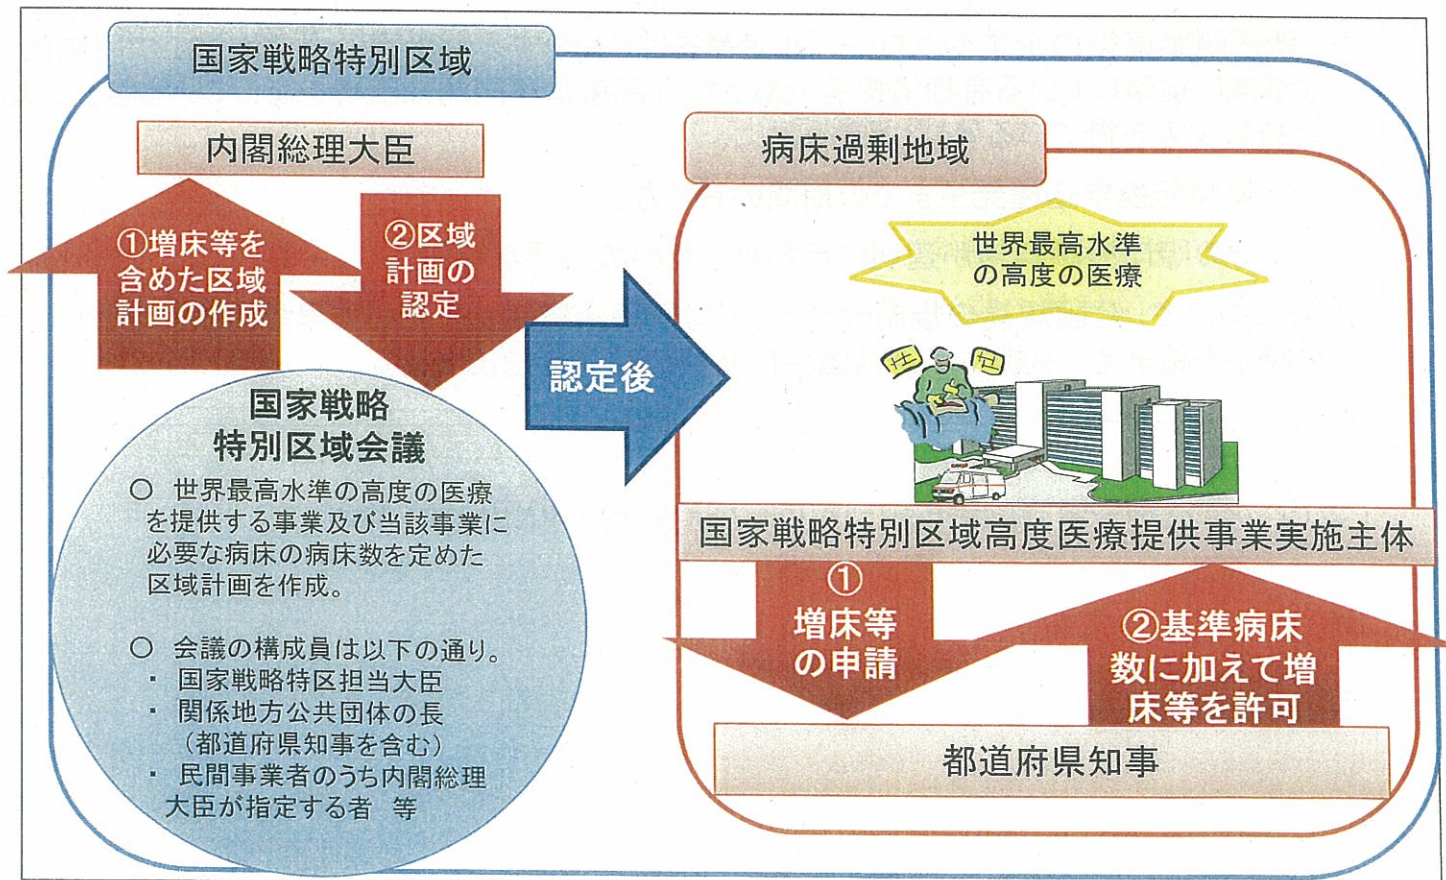 国家戦略特別区域
内閣総理大臣
①増床等を
含めた区域
計画の作成
②区域
計画の
認定
国家戦略
特別区域会議
○ 世界最高水準の高度の医療
を提供する事業及び当該事業に
必要な病床の病床数を定めた
区域計画を作成。
○ 会議の構成員は以下の通り。
・ 国家戦略特区担当大臣
・ 関係地方公共団体の長
（都道府県知事を含む）
・ 民間事業者のうち内閣総理
大臣が指定する者 等
認定後
病床過剰地域
世界最高水準
の高度の医療
国家戦略特別区域高度医療提供事業実施主体
①
増床等
の申請
②基準病床
数に加えて増
床等を許可
都道府県知事